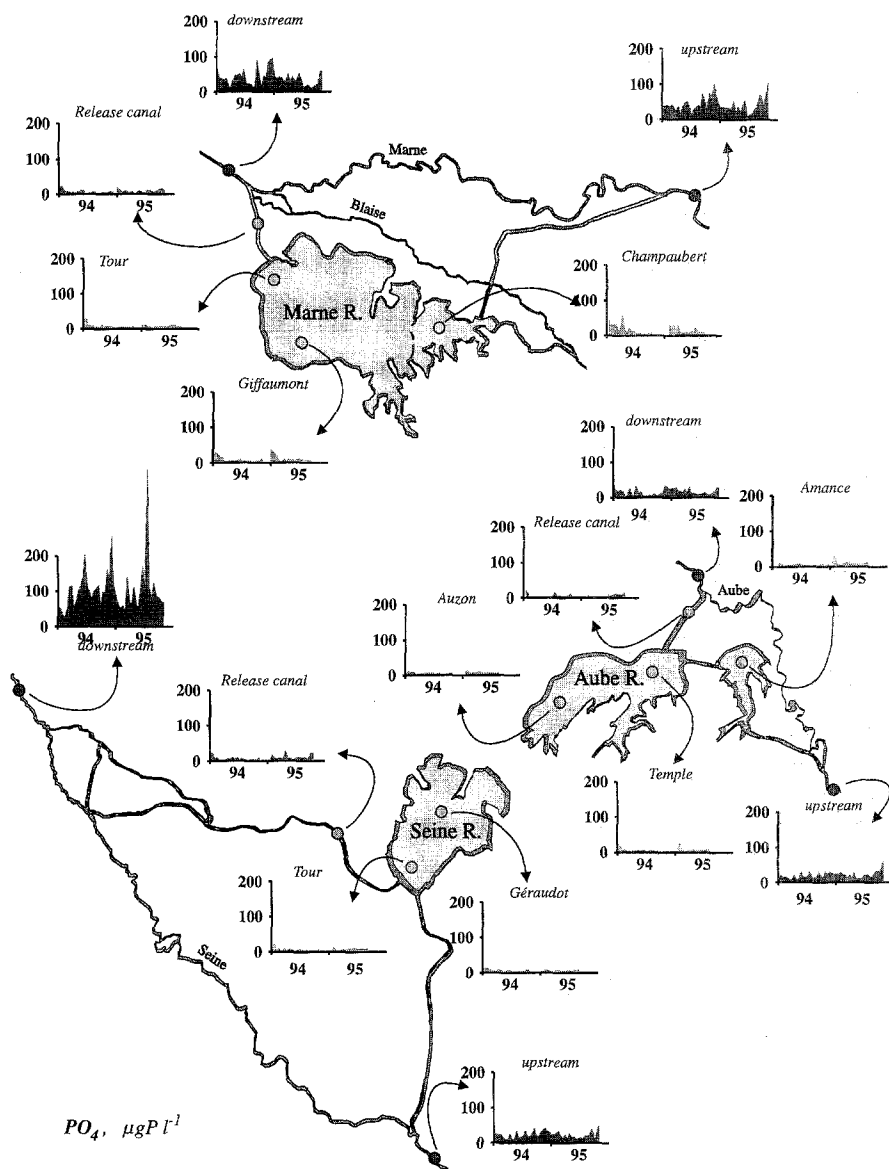 downstream
200
100
0
94 95
upstream
200
100
0
94 95
Release canal
200
100
0
94 95
Marne
Blaise
Tour
200
100
0
94 95
Champaubert
200
100
0
94 95
Marne R.
Giffaumont
200
100
0
94 95
downstream
200
100
0
94 95
Amance
200
100
0
94 95
Release canal
200
100
0
94 95
Aube
200
100
0
94 95
downstream
Auzon
200
100
0
94 95
Aube R.
Release canal
200
100
0
94 95
Temple
200
100
0
94 95
upstream
200
100
0
94 95
Seine R.
Tour
200
100
0
94 95
Géraudot
200
100
0
94 95
Seine
upstream
200
100
0
94 95
PO4, µgP l-1